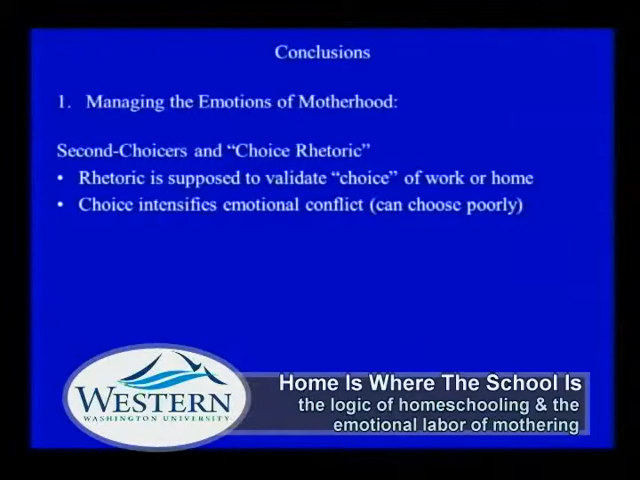 Conclusions
1. Managing the Emotions of Motherhood:
Second-Choicers and “Choice Rhetoric”
• Rhetoric is supposed to validate “choice” of work or home
• Choice intensifies emotional conflict (can choose poorly)
WESTERN
WASHINGTON UNIVERSITY
Home Is Where The School Is
the logic of homeschooling & the
emotional labor of mothering